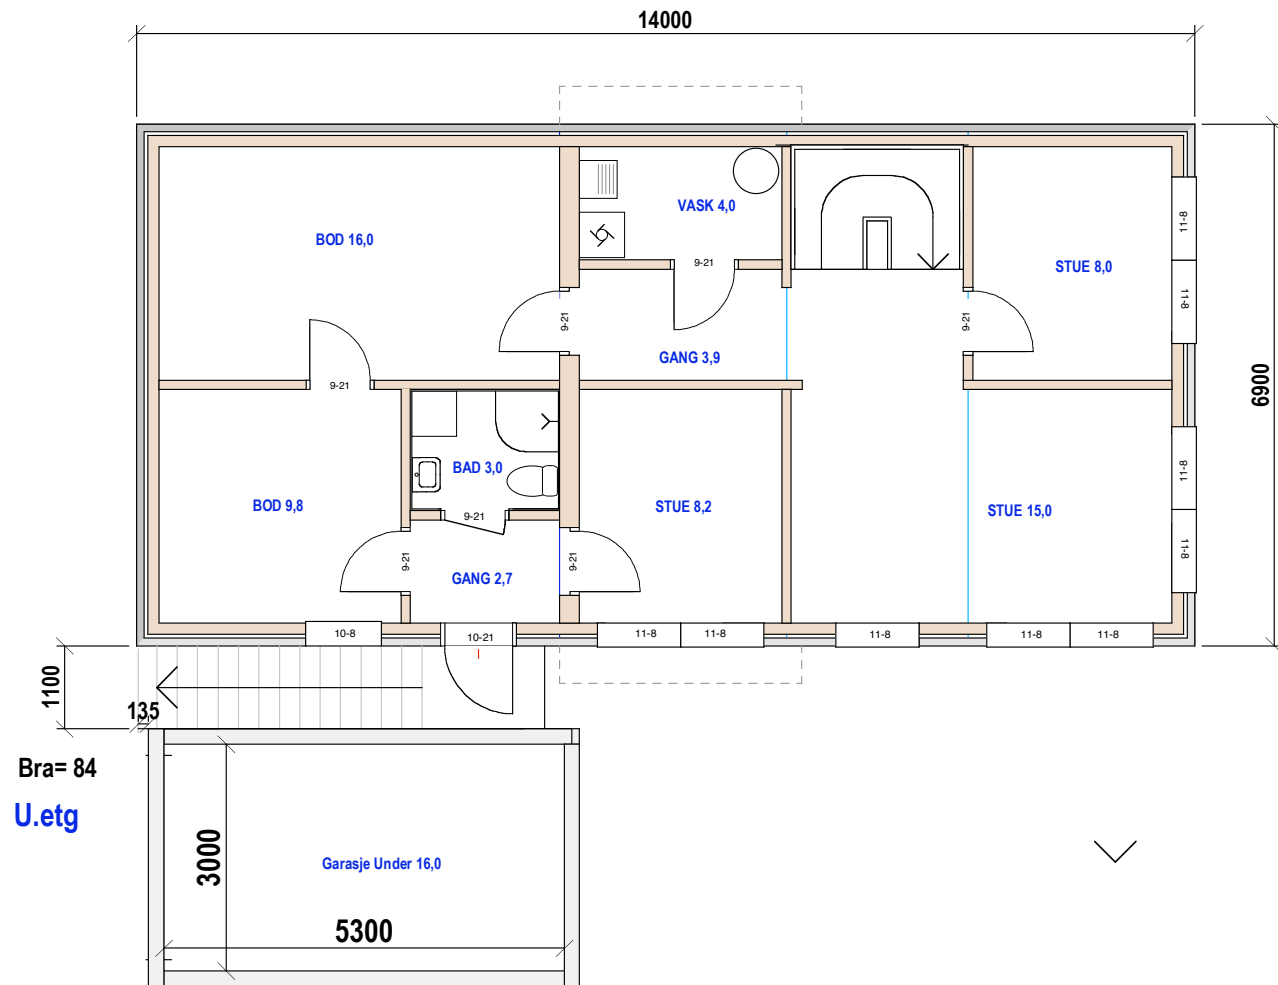 14000
VASK 4,0
BOD 16,0
9-21
STUE 8,0
11-8
11-8
9-21
9-21
GANG 3,9
9-21
6900
BAD 3,0
BOD 9,8
STUE 8,2
STUE 15,0
11-8
11-8
9-21
9-21
9-21
GANG 2,7
10-8
10-21
11-8
11-8
11-8
11-8
11-8
1100
135
Bra= 84
U.etg
3000
Garasje Under 16,0
5300